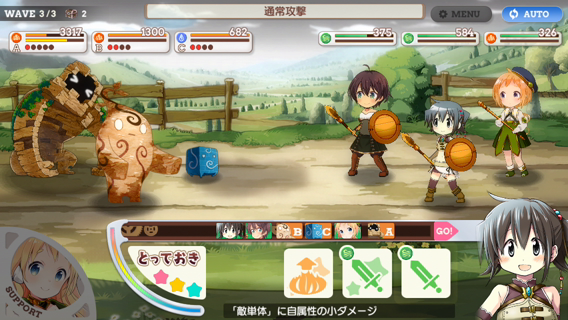 WAVE 3/3 2
通常攻撃
MENU
AUTO
3317
A
1300
B
682
C
375
584
326
B C A GO!
とっておき
SUPPORT
「敵単体」に自属性の小ダメージ